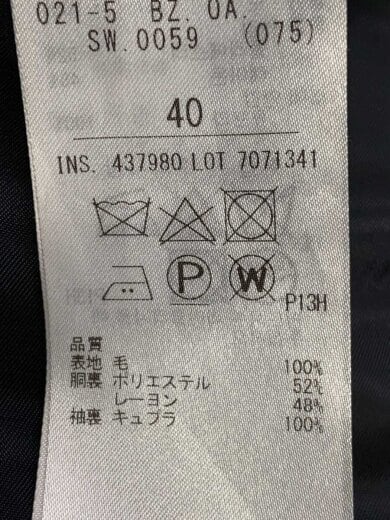 021-5 BZ. OA.
SW. 0059 (075)
40
INS. 437980 LOT 7071341
P W
P13H
品質
表地 毛 100%
胴裏 ポリエステル 52%
レーヨン 48%
袖裏 キュプラ 100%